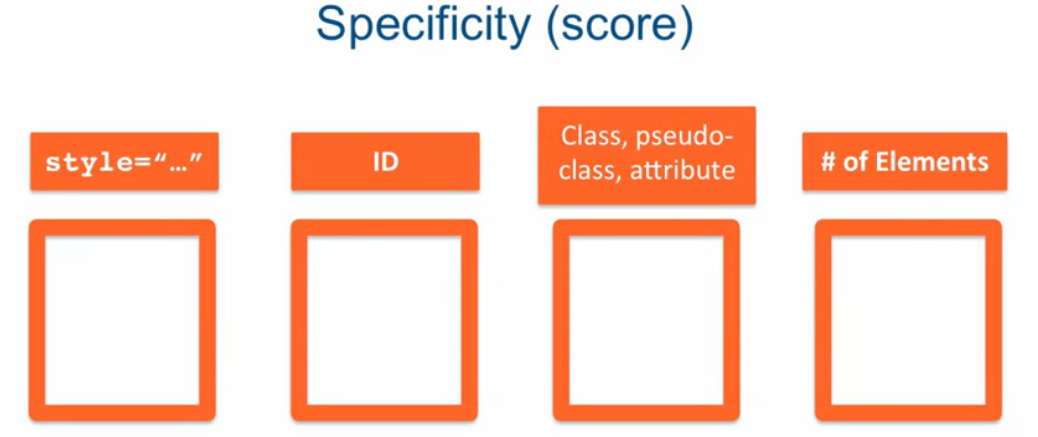 Specificity (score)
style=“…”
ID
Class, pseudo-
class, attribute
# of Elements